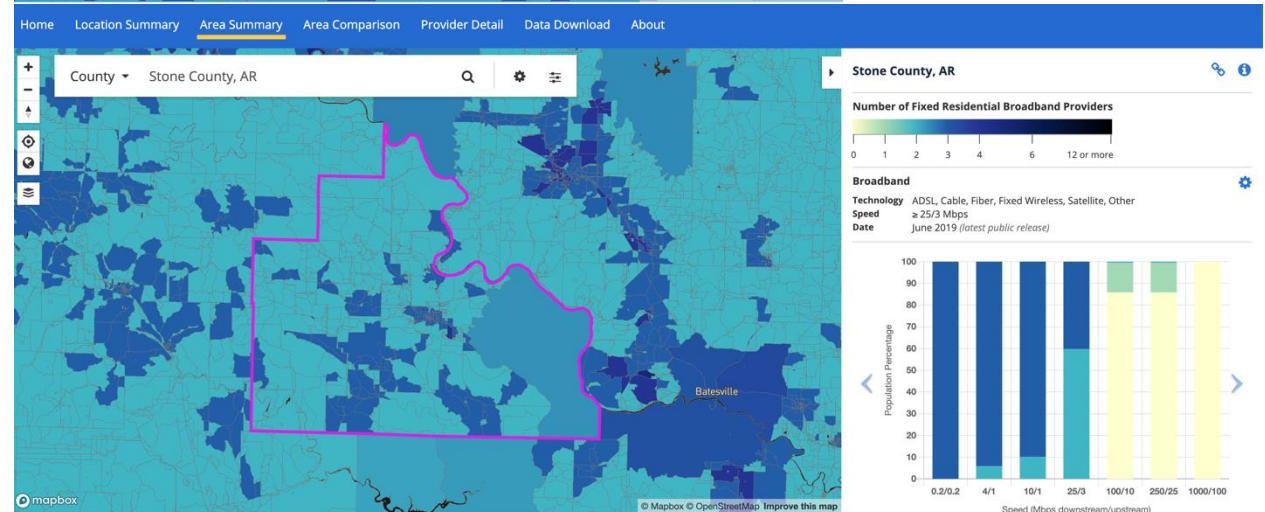 Home Location Summary Area Summary Area Comparison Provider Detail Data Download About
County Stone County, AR
Batesville
mapbox
© Mapbox © OpenStreetMap Improve this map
Stone County, AR
Number of Fixed Residential Broadband Providers
0 1 2 3 4 6 12 or more
Broadband
Technology ADSL, Cable, Fiber, Fixed Wireless, Satellite, Other
Speed ≥ 25/3 Mbps
Date June 2019 (latest public release)
Population Percentage
100
90
80
70
60
50
40
30
20
10
0
0.2/0.2 4/1 10/1 25/3 100/10 250/25 1000/100
Speed (Mbps downstream/upstream)